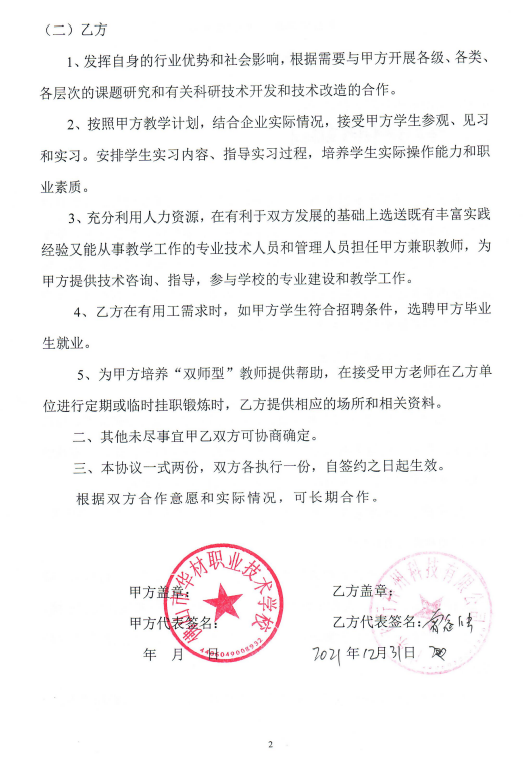 （二）乙方
1、发挥自身的行业优势和社会影响，根据需要与甲方开展各级、各类、
各层次的课题研究和有关科研技术开发和技术改造的合作。
2、按照甲方教学计划，结合企业实际情况，接受甲方学生参观、见习
和实习。安排学生实习内容、指导实习过程，培养学生实际操作能力和职
业素质。
3、充分利用人力资源，在有利于双方发展的基础上选送既有丰富实践
经验又能从事教学工作的专业技术人员和管理人员担任甲方兼职教师，为
甲方提供技术咨询、指导，参与学校的专业建设和教学工作。
4、乙方在有用工需求时，如甲方学生符合招聘条件，选聘甲方毕业
生就业。
5、为甲方培养“双师型”教师提供帮助，在接受甲方老师在乙方单
位进行定期或临时挂职锻炼时，乙方提供相应的场所和相关资料。
二、其他未尽事宜甲乙双方可协商确定。
三、本协议一式两份，双方各执行一份，自签约之日起生效。
根据双方合作意愿和实际情况，可长期合作。
甲方盖章：
乙方盖章：
佛山市华材职业技术学校
4406049008932
科技有限公司
甲方代表签名：
乙方代表签名：
年 月 日
2021年12月31日
2